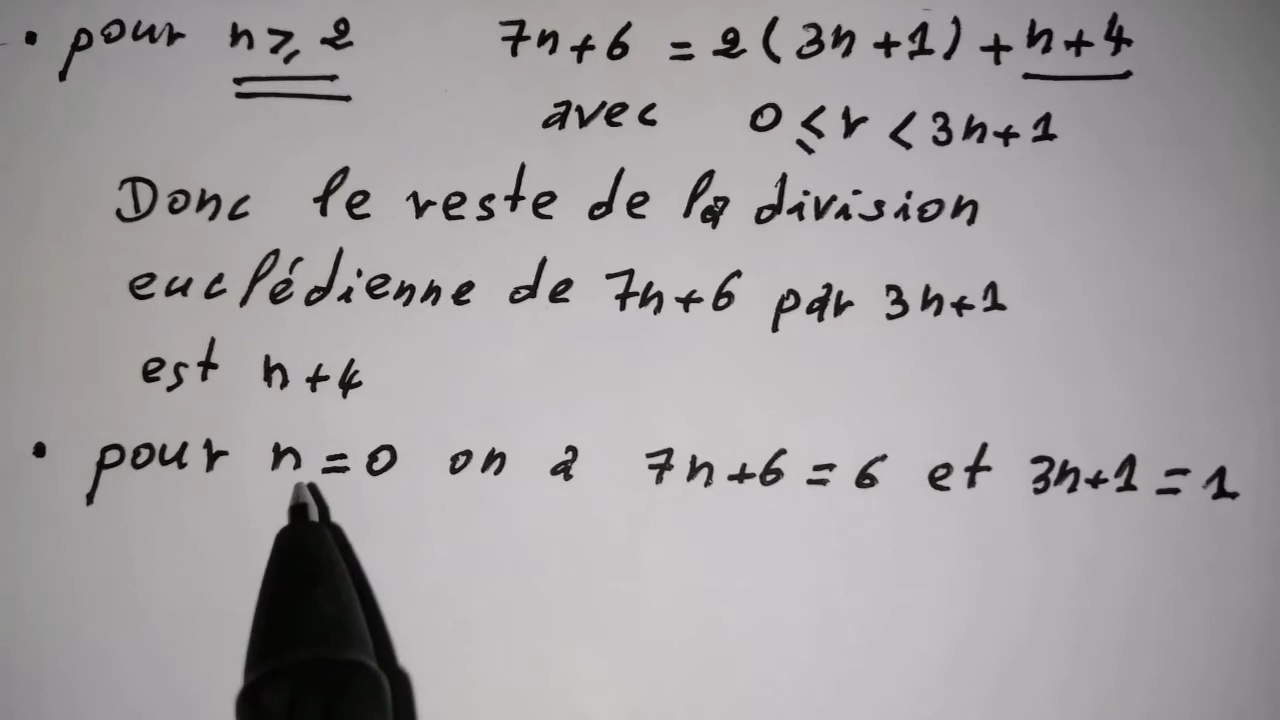 • pour n ⩾ 2 7n+6 = 2(3n+1)+n+4
avec 0 ⩽ r < 3n+1
Donc le reste de la division
euclédienne de 7n+6 par 3n+1
est n+4
• pour n=0 on a 7n+6=6 et 3n+1=1